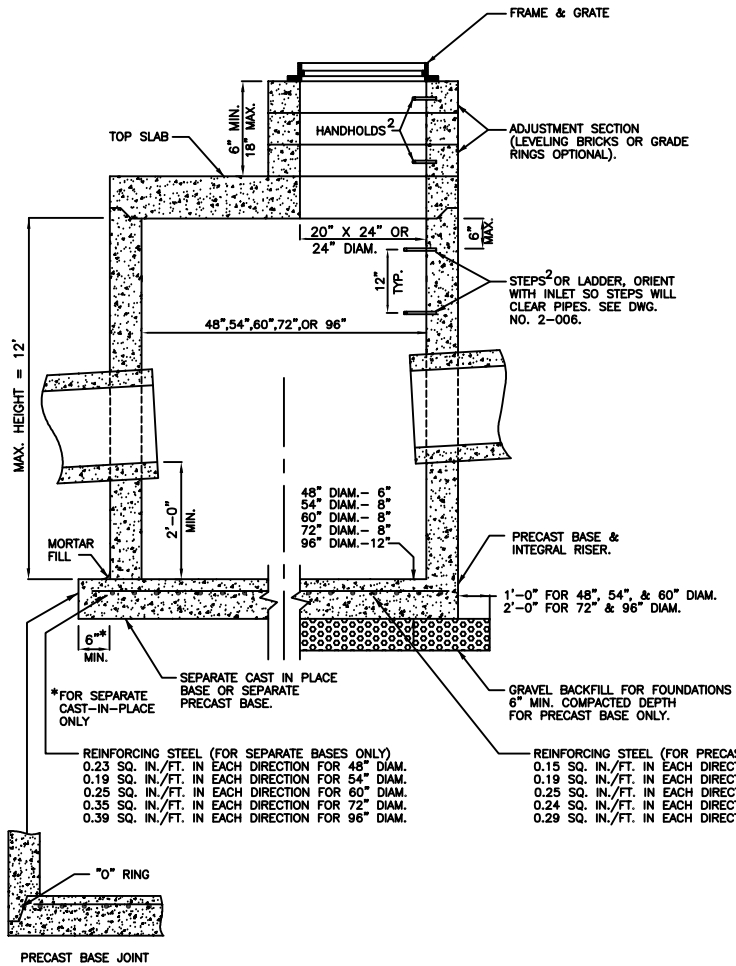 FRAME & GRATE
6" MIN.
18" MAX.
HANDHOLDS2
ADJUSTMENT SECTION
(LEVELING BRICKS OR GRADE
RINGS OPTIONAL).
TOP SLAB
20" X 24" OR
24" DIAM.
6"
MAX.
12"
TYP.
STEPS2 OR LADDER, ORIENT
WITH INLET SO STEPS WILL
CLEAR PIPES. SEE DWG.
NO. 2-006.
48",54",60",72",OR 96"
MAX. HEIGHT = 12'
2'-0"
MIN.
48" DIAM.- 6"
54" DIAM.- 8"
60" DIAM.- 8"
72" DIAM.- 8"
96" DIAM.-12"
MORTAR
FILL
PRECAST BASE &
INTEGRAL RISER.
1'-0" FOR 48", 54", & 60" DIAM.
2'-0" FOR 72" & 96" DIAM.
6"*
MIN.
*FOR SEPARATE
CAST-IN-PLACE
ONLY
SEPARATE CAST IN PLACE
BASE OR SEPARATE
PRECAST BASE.
GRAVEL BACKFILL FOR FOUNDATIONS
6" MIN. COMPACTED DEPTH
FOR PRECAST BASE ONLY.
REINFORCING STEEL (FOR SEPARATE BASES ONLY)
0.23 SQ. IN./FT. IN EACH DIRECTION FOR 48" DIAM.
0.19 SQ. IN./FT. IN EACH DIRECTION FOR 54" DIAM.
0.25 SQ. IN./FT. IN EACH DIRECTION FOR 60" DIAM.
0.35 SQ. IN./FT. IN EACH DIRECTION FOR 72" DIAM.
0.39 SQ. IN./FT. IN EACH DIRECTION FOR 96" DIAM.
REINFORCING STEEL (FOR PRECAS
0.15 SQ. IN./FT. IN EACH DIRECT
0.19 SQ. IN./FT. IN EACH DIRECT
0.25 SQ. IN./FT. IN EACH DIRECT
0.24 SQ. IN./FT. IN EACH DIRECT
0.29 SQ. IN./FT. IN EACH DIRECT
"O" RING
PRECAST BASE JOINT